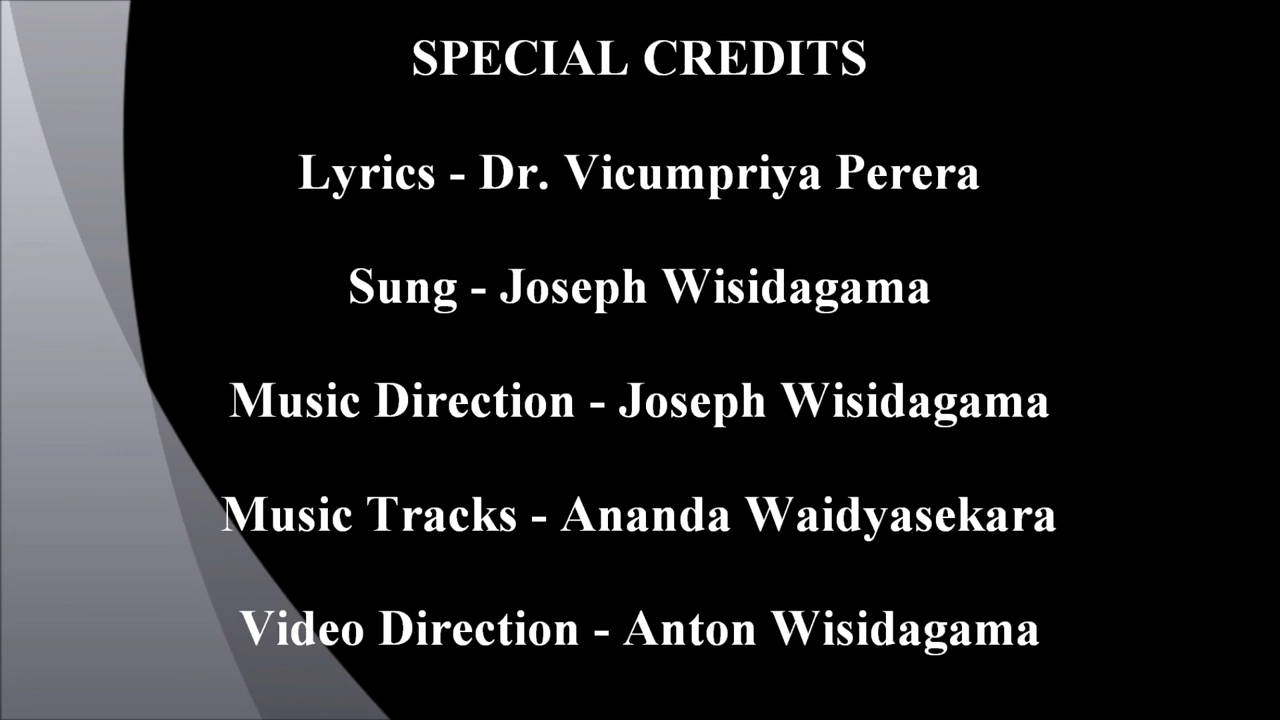 SPECIAL CREDITS
Lyrics - Dr. Vicumpriya Perera
Sung - Joseph Wisidagama
Music Direction - Joseph Wisidagama
Music Tracks - Ananda Waidyasekara
Video Direction - Anton Wisidagama